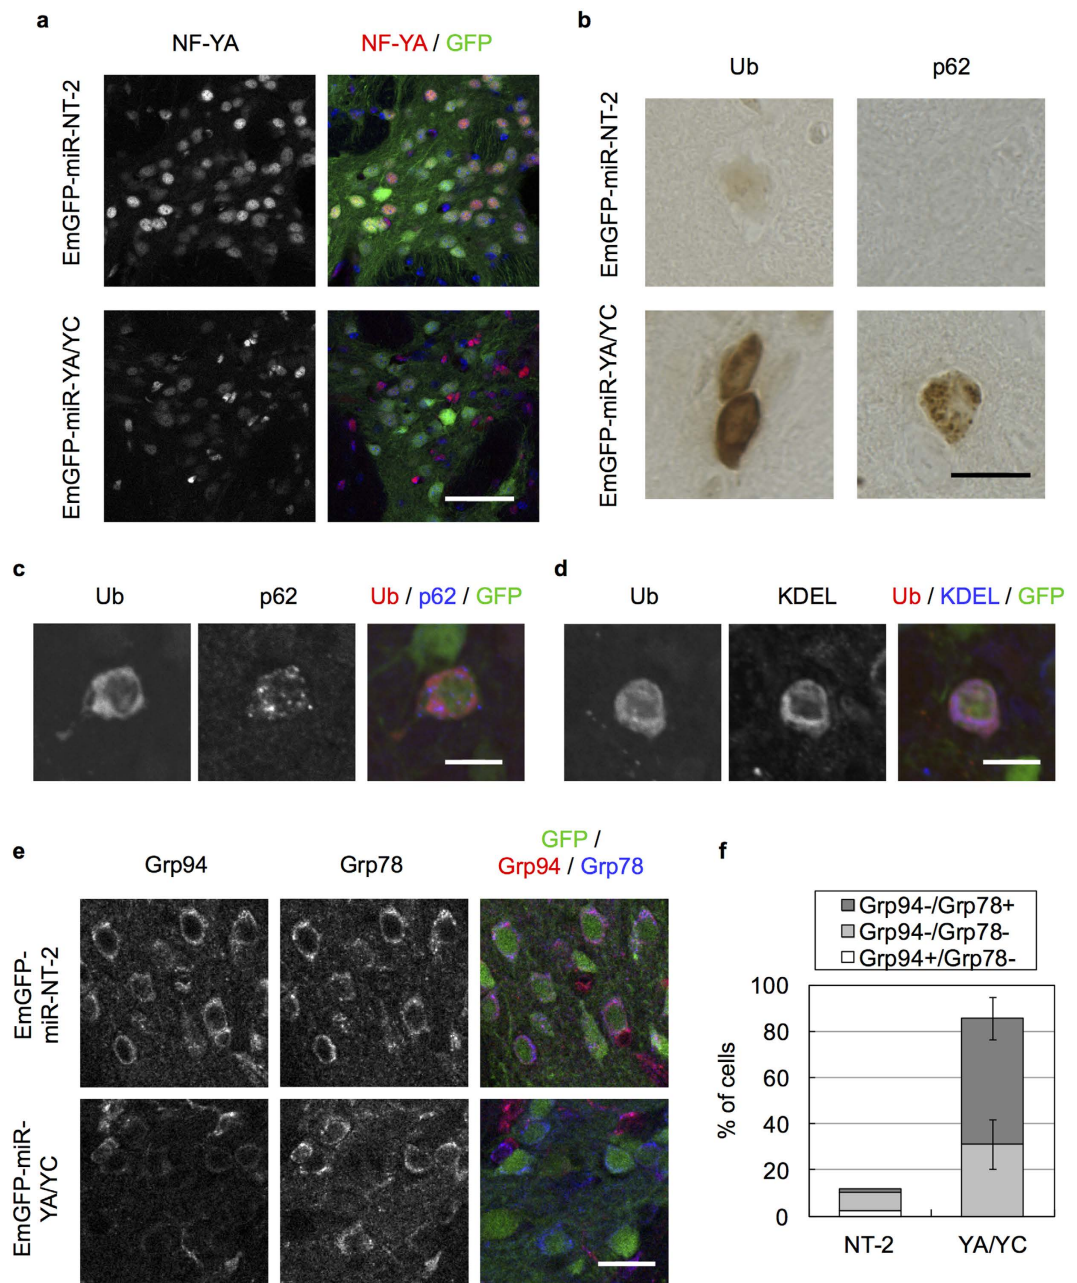 a
NF-YA
NF-YA / GFP
EmGFP-miR-NT-2
EmGFP-miR-YA/YC
b
Ub
p62
EmGFP-miR-NT-2
EmGFP-miR-YA/YC
c
Ub
p62
Ub / p62 / GFP
d
Ub
KDEL
Ub / KDEL / GFP
e
Grp94
Grp78
GFP /
Grp94 / Grp78
EmGFP-
miR-NT-2
EmGFP-miR-
YA/YC
f
Grp94-/Grp78+
Grp94-/Grp78-
Grp94+/Grp78-
% of cells
100
80
60
40
20
0
NT-2
YA/YC